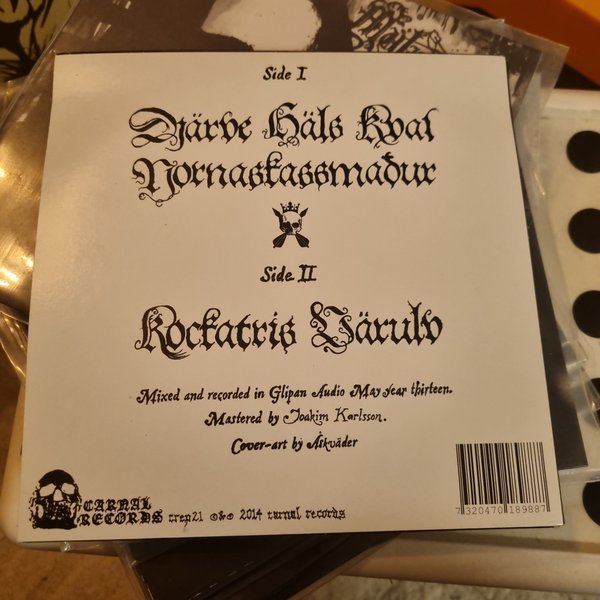 Side I
Djärve Häls Kval
Nornaskassmaður
Side II
Kockatris Värulv
Mixed and recorded in Glipan Audio May year thirteen.
Mastered by Joakim Karlsson.
Cover-art by Åskväder
CARNAL
RECORDS crep21 ℗&© 2014 carnal records
7 320470 189887